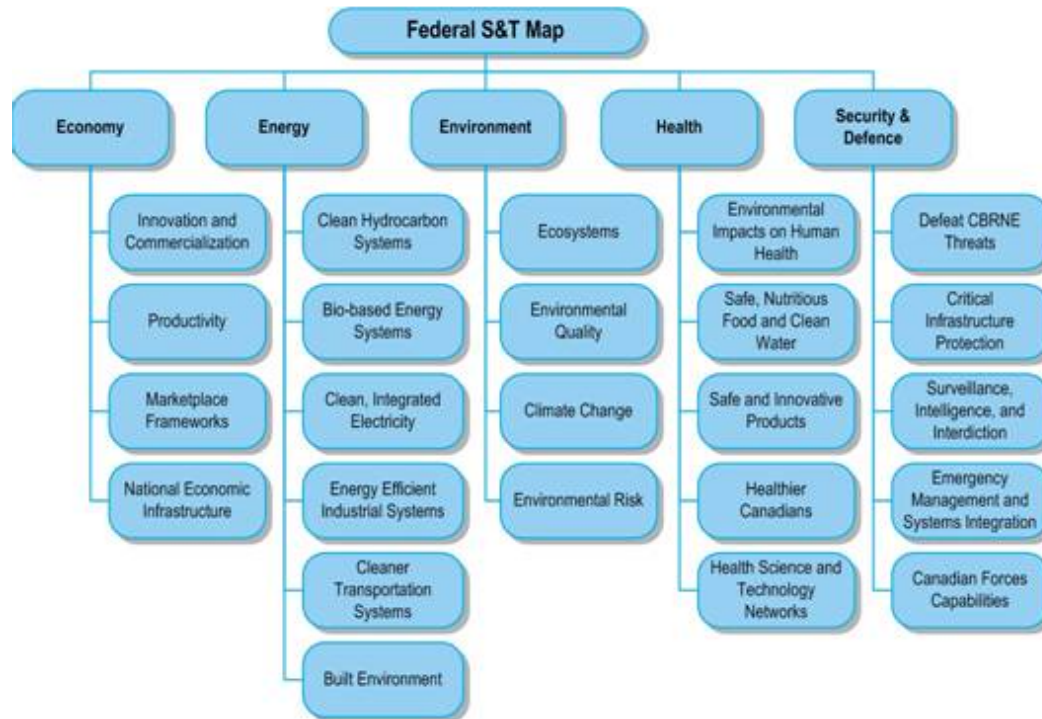 Federal S&T Map
Economy
Energy
Environment
Health
Security &
Defence
Innovation and
Commercialization
Productivity
Marketplace
Frameworks
National Economic
Infrastructure
Clean Hydrocarbon
Systems
Bio-based Energy
Systems
Clean, Integrated
Electricity
Energy Efficient
Industrial Systems
Cleaner
Transportation
Systems
Built Environment
Ecosystems
Environmental
Quality
Climate Change
Environmental Risk
Environmental
Impacts on Human
Health
Safe, Nutritious
Food and Clean
Water
Safe and Innovative
Products
Healthier
Canadians
Health Science and
Technology
Networks
Defeat CBRNE
Threats
Critical
Infrastructure
Protection
Surveillance,
Intelligence, and
Interdiction
Emergency
Management and
Systems Integration
Canadian Forces
Capabilities